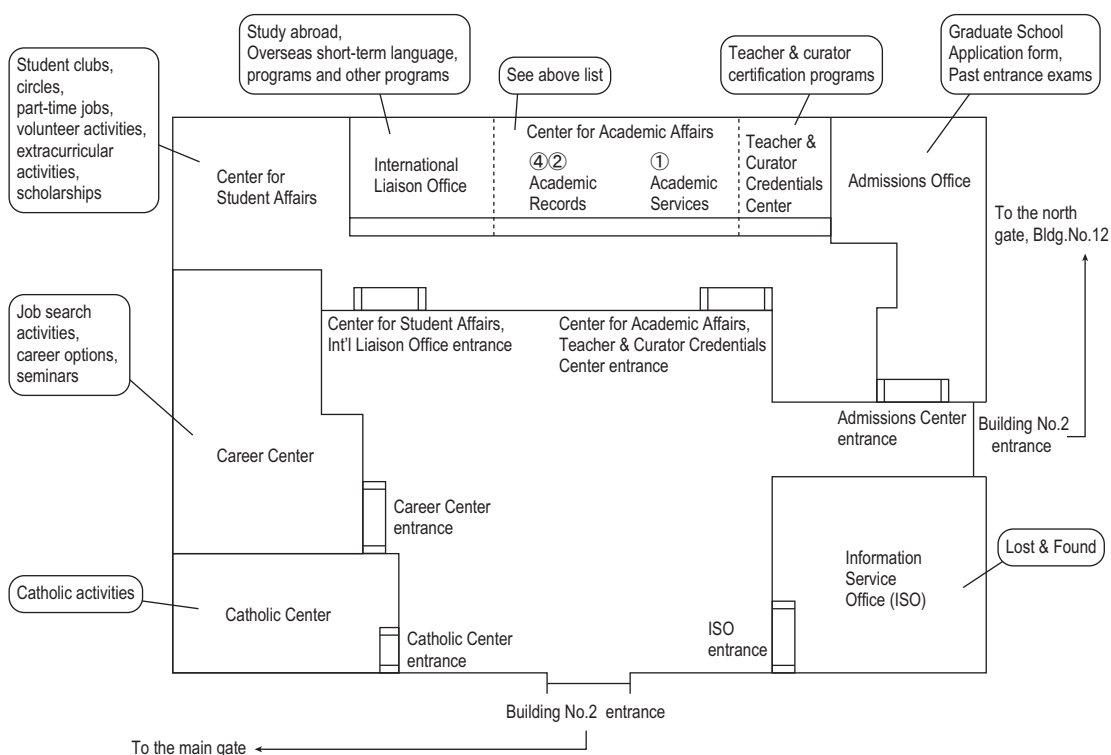 Student clubs,
circles,
part-time jobs,
volunteer activities,
extracurricular
activities,
scholarships
Study abroad,
Overseas short-term language,
programs and other programs
See above list
Teacher & curator
certification programs
Graduate School
Application form,
Past entrance exams
Center for
Student Affairs
International
Liaison Office
Center for Academic Affairs
④②
Academic
Records
①
Academic
Services
Teacher &
Curator
Credentials
Center
Admissions Office
To the north
gate, Bldg.No.12
Job search
activities,
career options,
seminars
Center for Student Affairs,
Int'l Liaison Office entrance
Center for Academic Affairs,
Teacher & Curator Credentials
Center entrance
Admissions Center
entrance
Building No.2
entrance
Career Center
Career Center
entrance
Information
Service
Office (ISO)
Lost & Found
Catholic activities
Catholic Center
Catholic Center
entrance
ISO
entrance
Building No.2 entrance
To the main gate